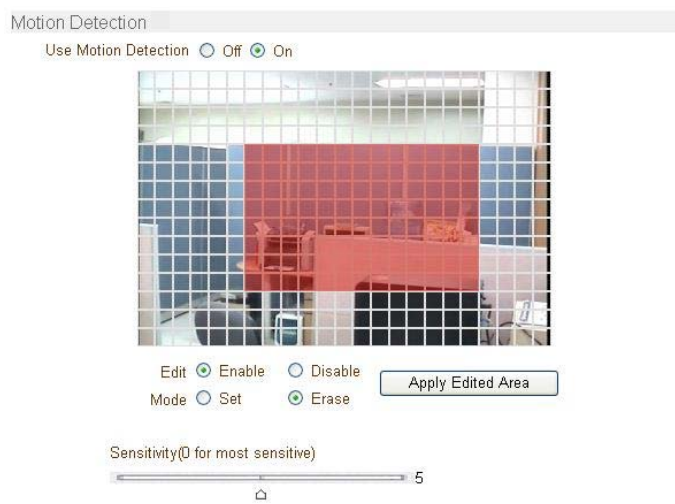 Motion Detection
Use Motion Detection Off On
Edit Enable Disable
Apply Edited Area
Mode Set Erase
Sensitivity(0 for most sensitive)
5